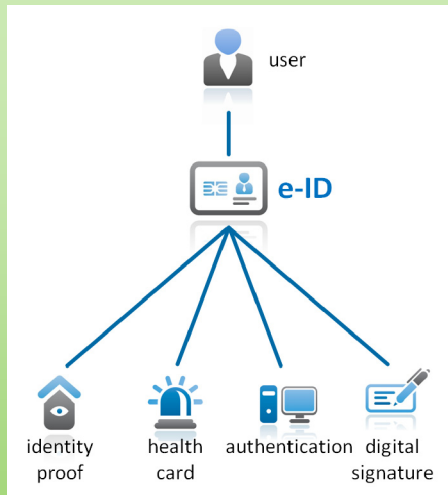 user
e-ID
identity proof
health card
authentication
digital signature